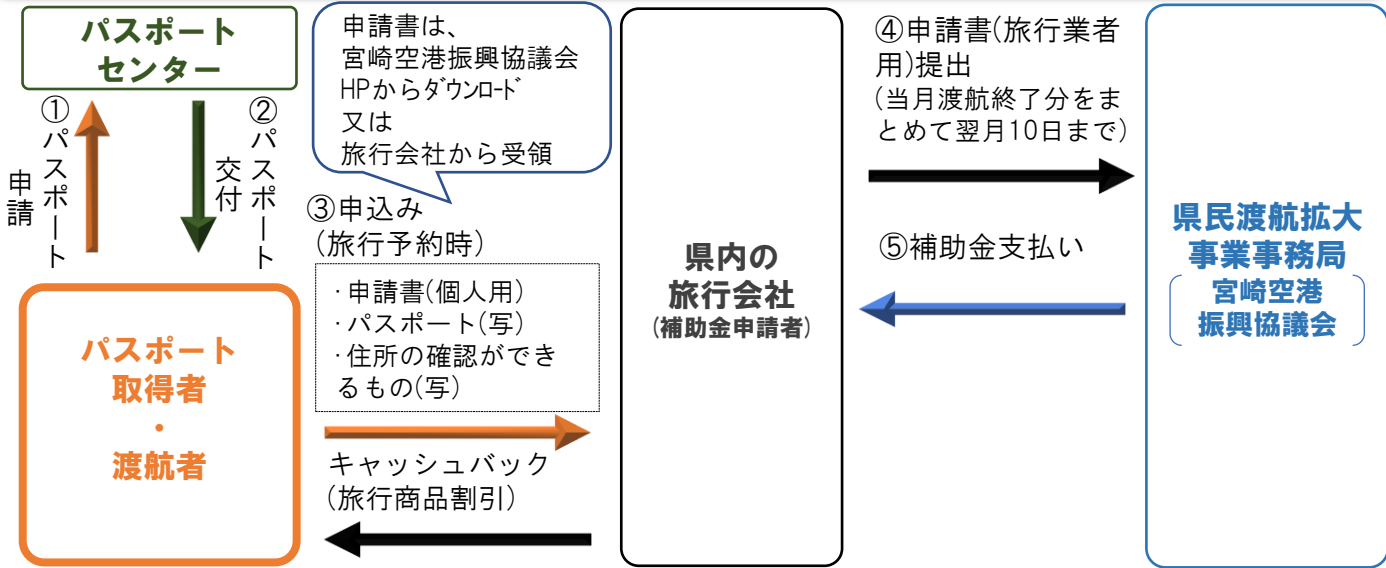 パスポート
センター
①パスポート
申請
②パスポート
交付
申請書は、
宮崎空港振興協議会
HPからﾀﾞｳﾝﾛｰﾄﾞ
又は
旅行会社から受領
③申込み
(旅行予約時)
･申請書(個人用)
･パスポート(写)
･住所の確認ができ
るもの(写)
キャッシュバック
(旅行商品割引)
パスポート
取得者
・
渡航者
県内の
旅行会社
(補助金申請者)
④申請書(旅行業者
用)提出
(当月渡航終了分をま
とめて翌月10日まで)
⑤補助金支払い
県民渡航拡大
事業事務局
宮崎空港
振興協議会